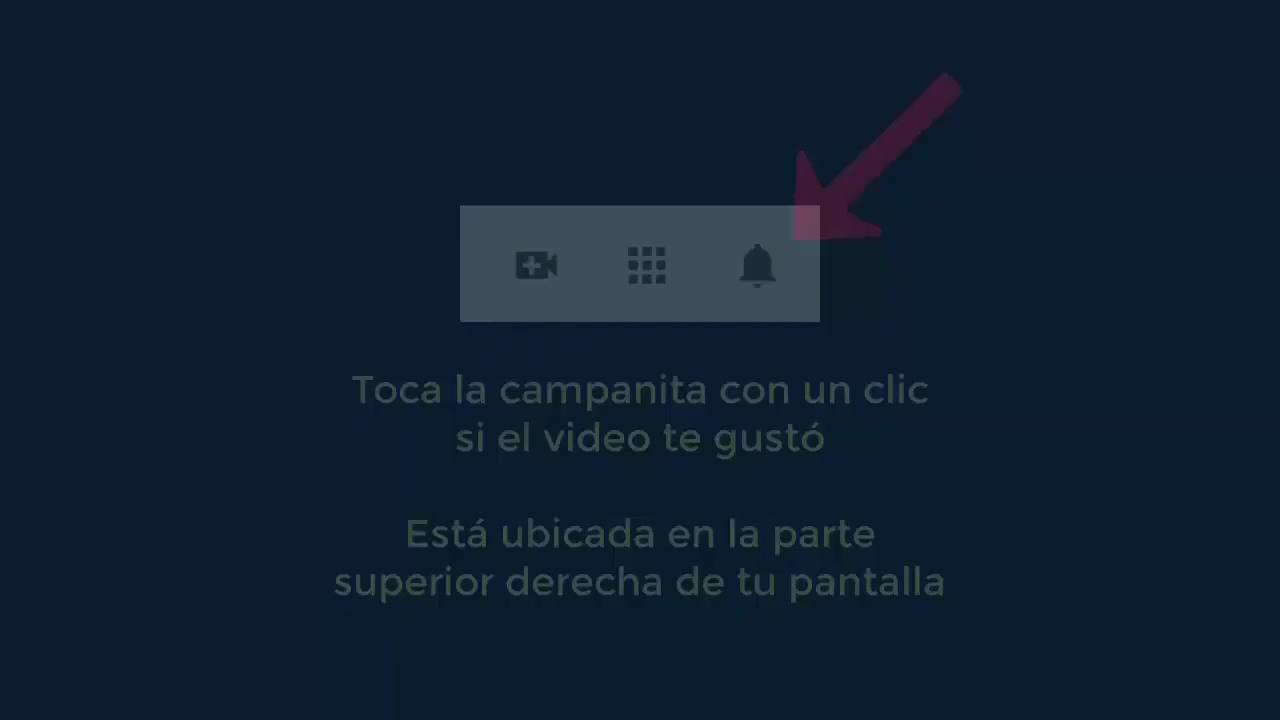 Toca la campanita con un clic
si el video te gustó
Está ubicada en la parte
superior derecha de tu pantalla